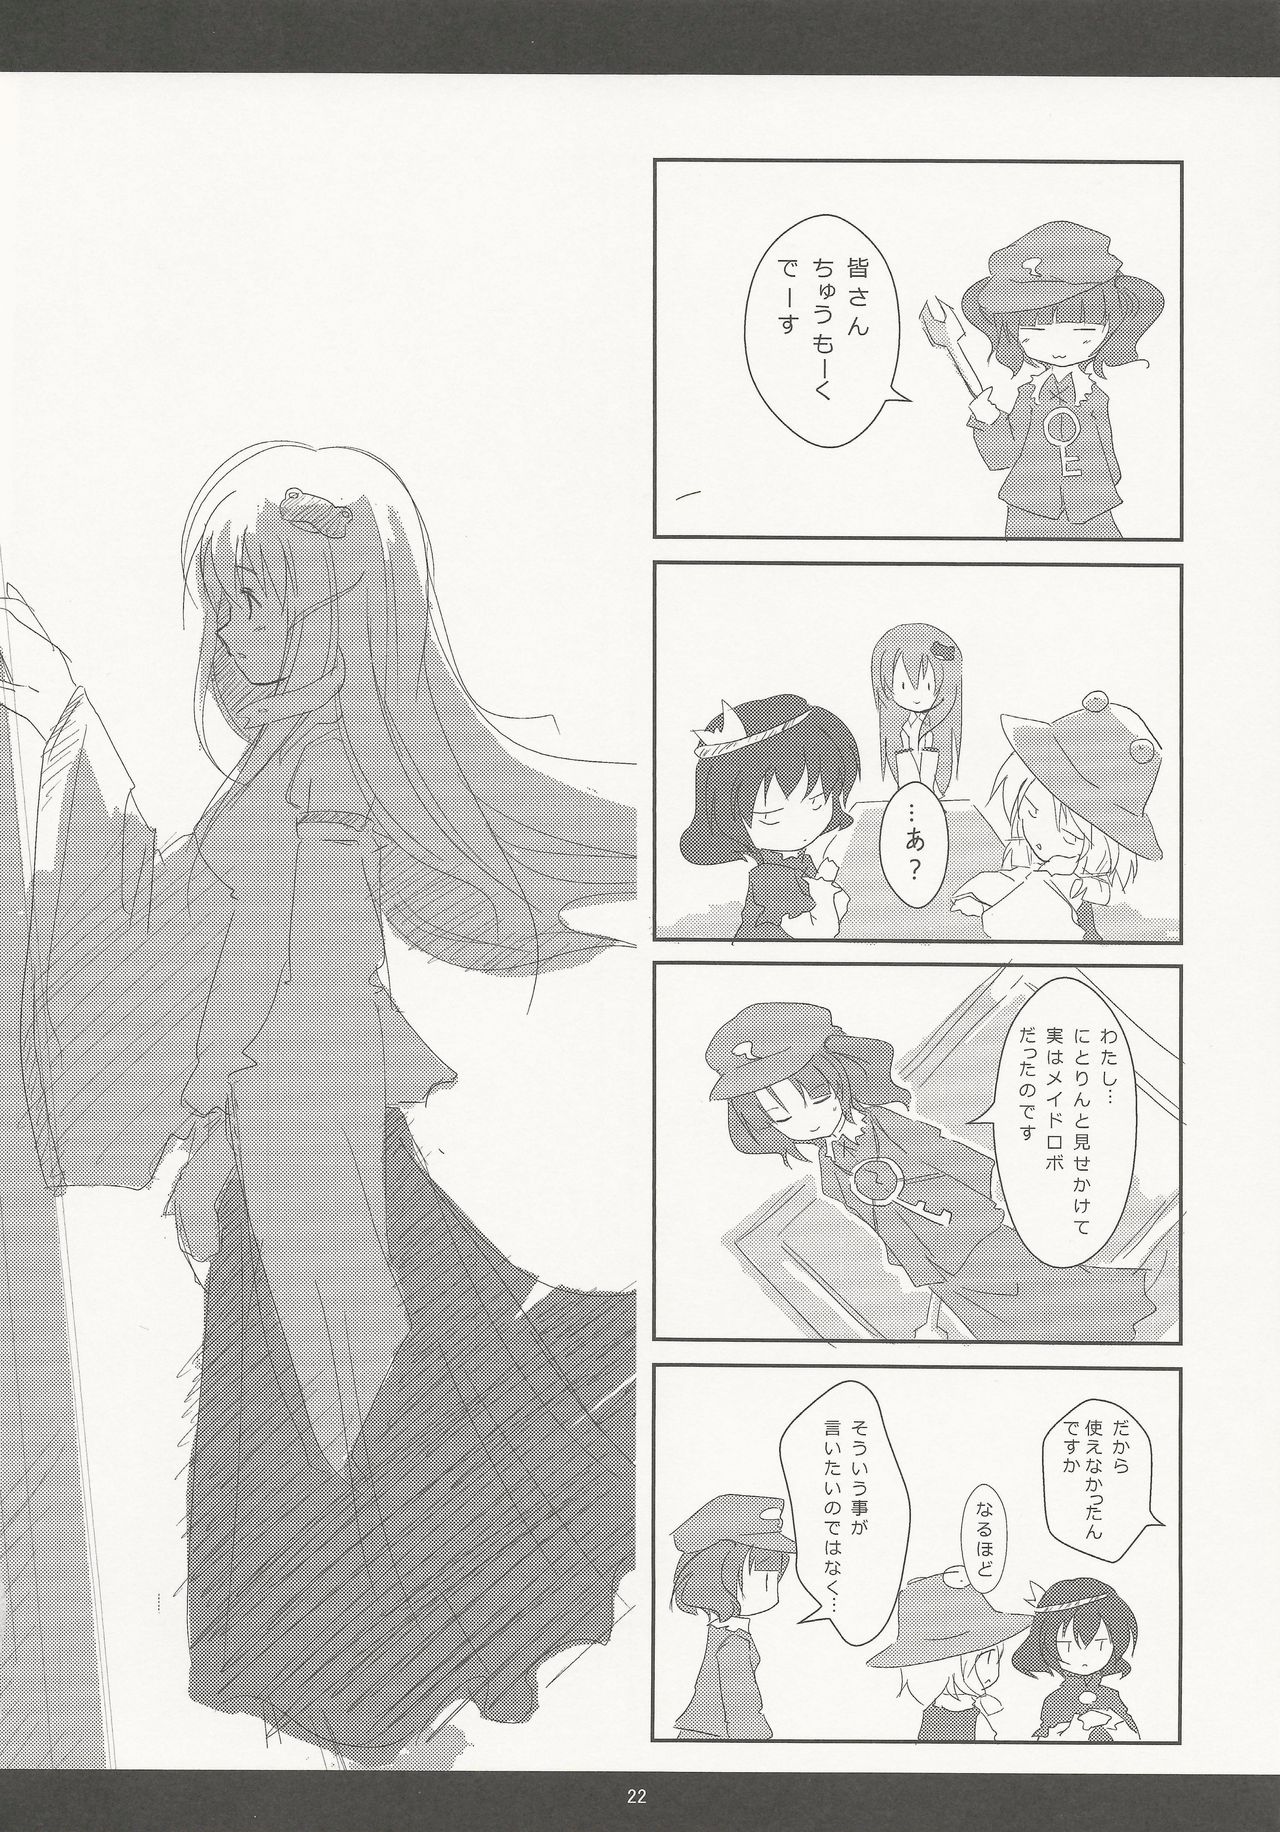 皆さん
ちゅうもーく
でーす
…あ?
わたし…
にとりんと見せかけて
実はメイドロボ
だったのです
だから
使えなかったん
ですか
なるほど
そういう事が
言いたいのではなく…
22